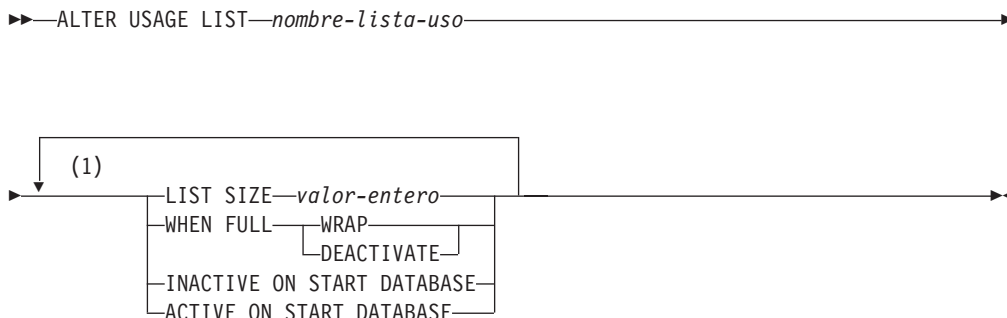 ALTER USAGE LIST nombre-lista-uso
(1)
LIST SIZE valor-entero
WHEN FULL WRAP
DEACTIVATE
INACTIVE ON START DATABASE
ACTIVE ON START DATABASE